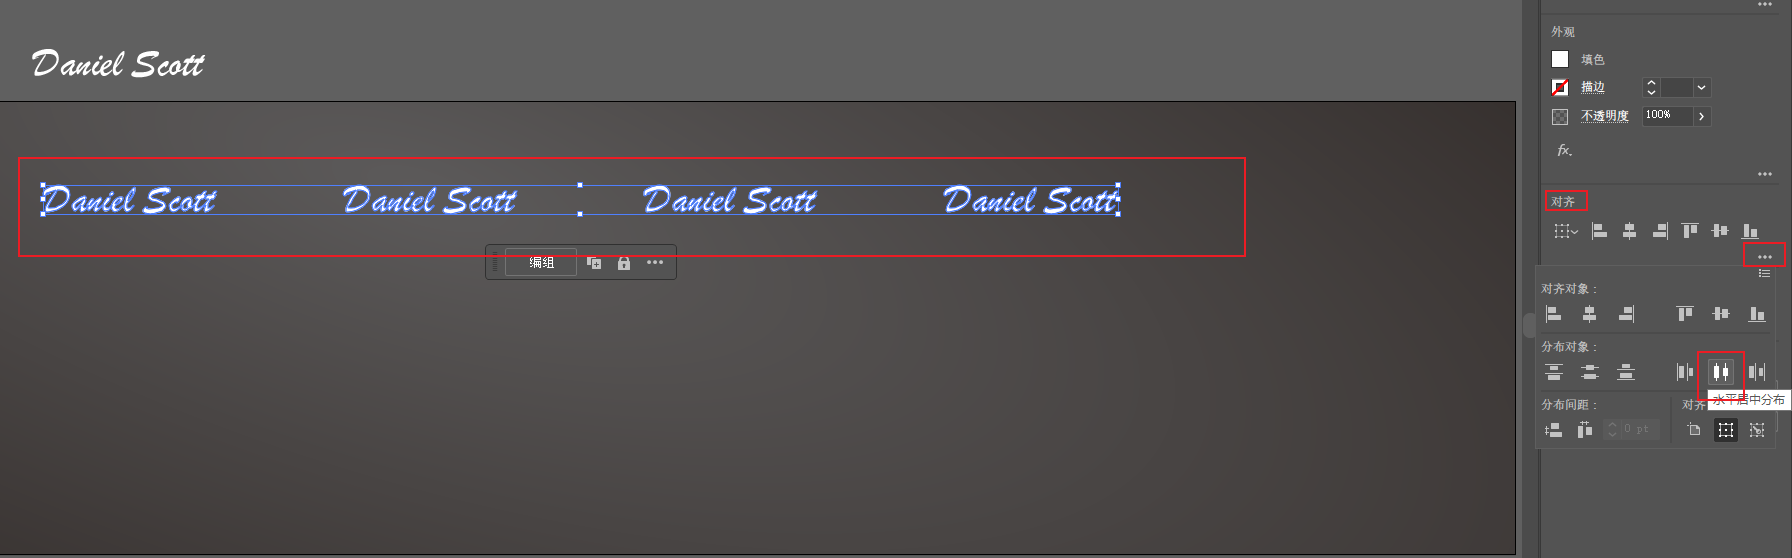 外观
填色
Daniel Scott
描边
不透明度 100%
fx.
Daniel Scott Daniel Scott Daniel Scott Daniel Scott
对齐
编组
对齐对象：
分布对象：
水平居中分布
分布间距： 对齐
0 pt